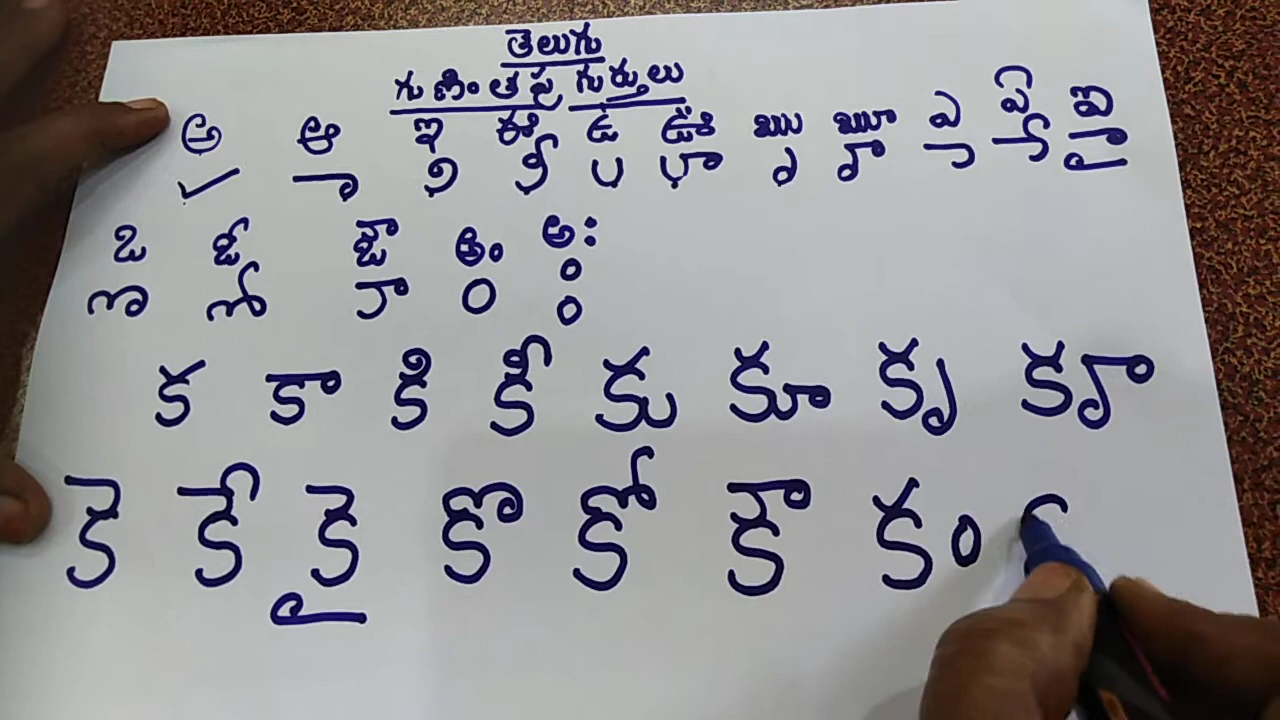 తెలుగు
గుణింతపు గుర్తులు
అ ఆ ఇ ఈ ఉ ఊ ఋ ౠ ఎ ఏ ఐ
✓ ా ి ీ ు ూ ృ ౄ ె ే ై
ఒ ఓ ఔ అం అః
ొ ో ౌ ం ః
క కా కి కీ కు కూ కృ కౄ
కె కే కై కొ కో కౌ కం